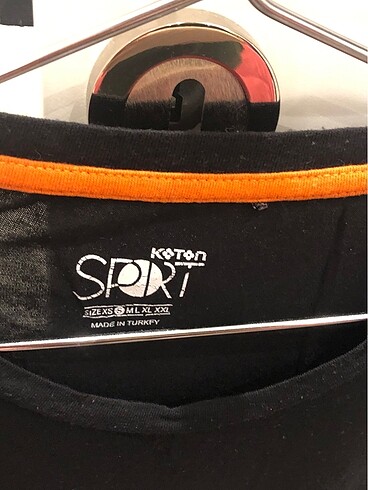 KOTON
SPORT
SIZE XS S M L XL XXL
MADE IN TURKEY